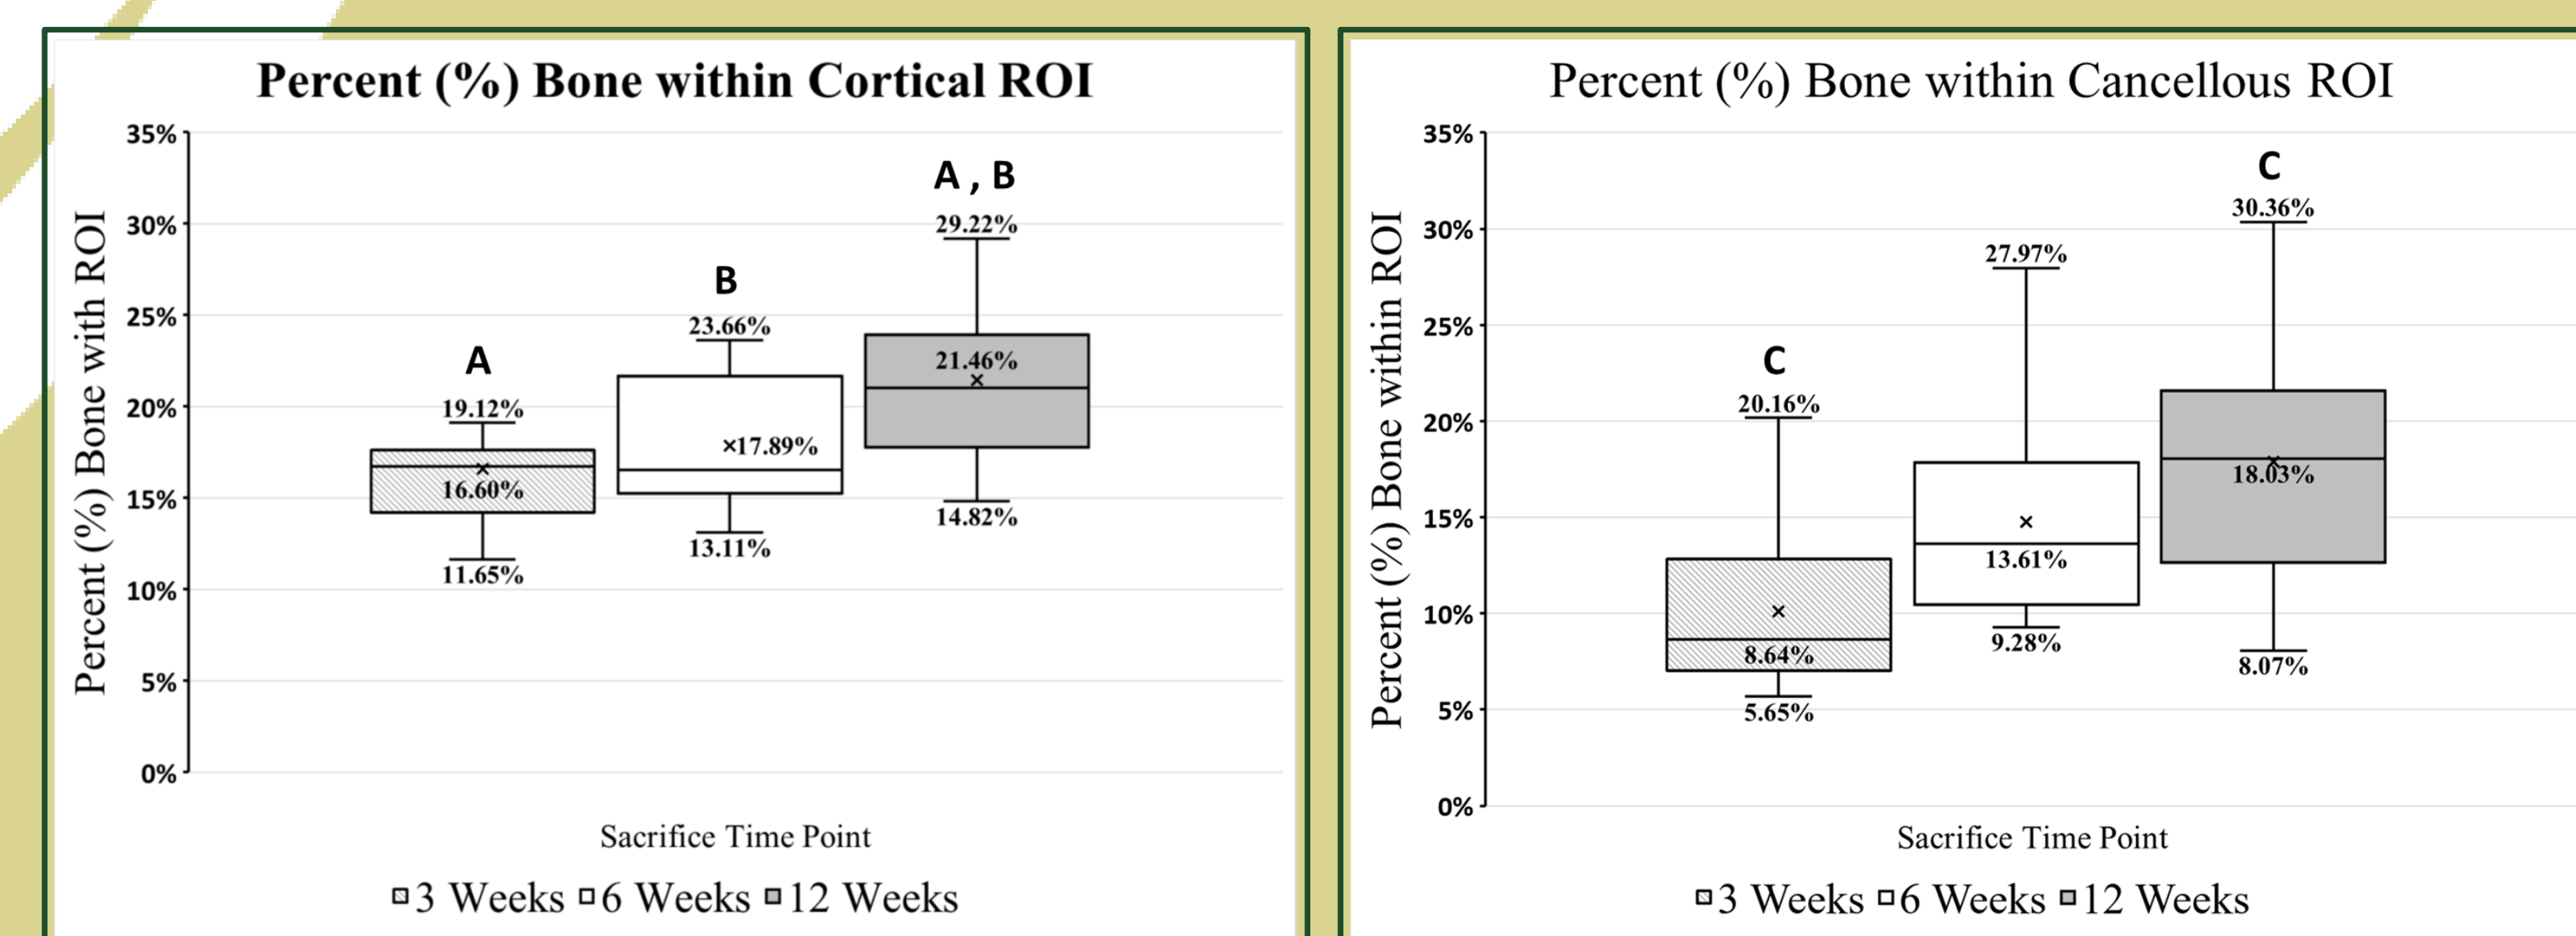 Percent (%) Bone within Cortical ROI
Percent (%) Bone with ROI
35%
30%
25%
20%
15%
10%
5%
0%
A
19.12%
16.60%
11.65%
B
23.66%
×17.89%
13.11%
A , B
29.22%
21.46%
×
14.82%
Sacrifice Time Point
3 Weeks 6 Weeks 12 Weeks
Percent (%) Bone within Cancellous ROI
Percent (%) Bone within ROI
35%
30%
25%
20%
15%
10%
5%
0%
C
20.16%
×
8.64%
5.65%
27.97%
×
13.61%
9.28%
C
30.36%
18.03%
8.07%
Sacrifice Time Point
3 Weeks 6 Weeks 12 Weeks